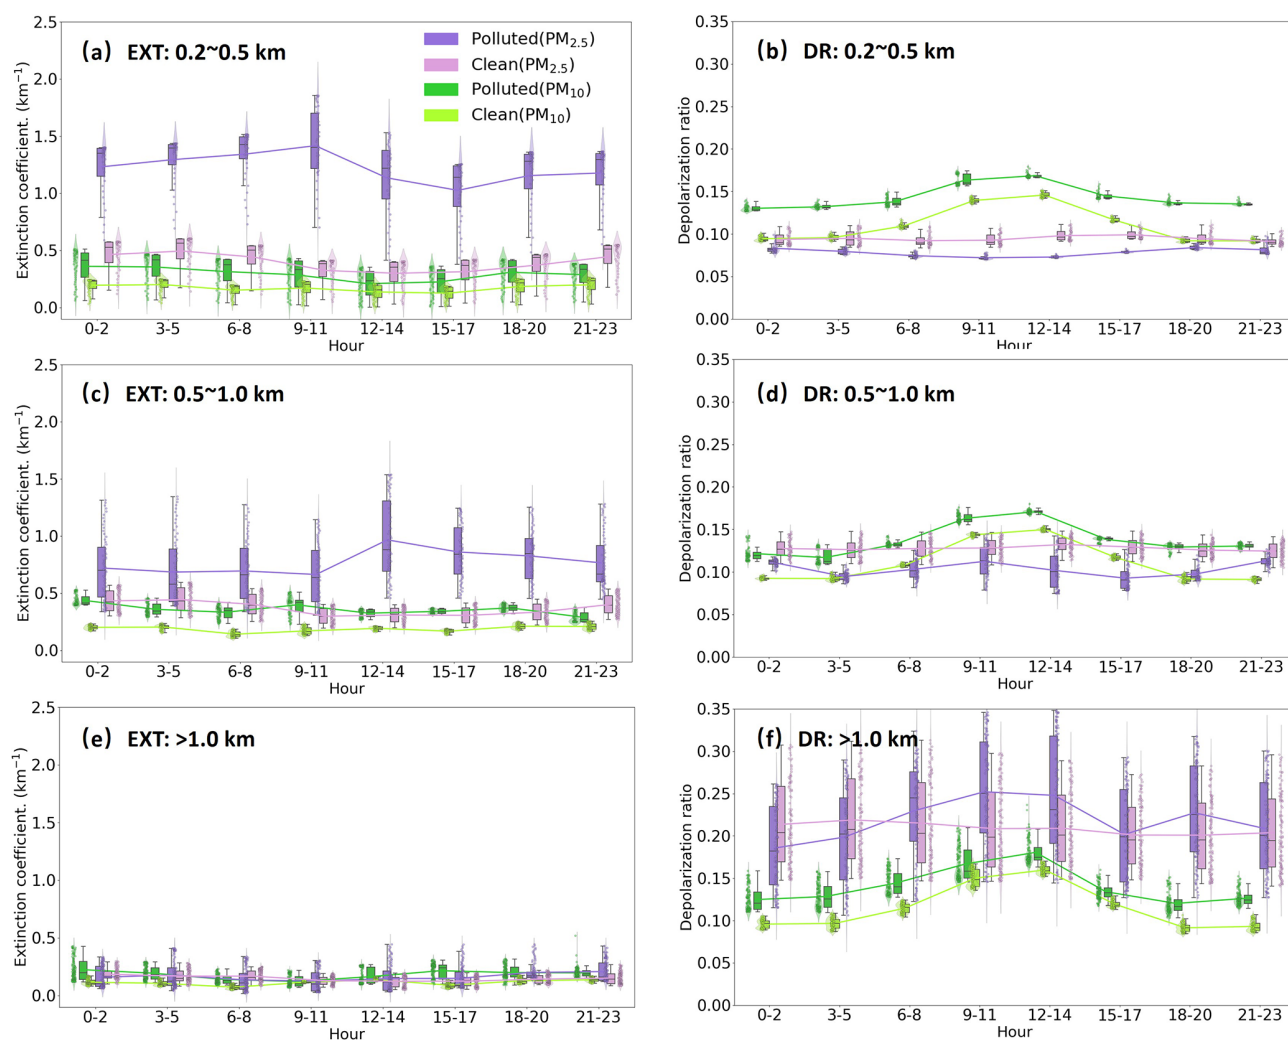 (a) EXT: 0.2~0.5 km
Polluted(PM2.5)
Clean(PM2.5)
Polluted(PM10)
Clean(PM10)
Extinction coefficient. (km−1)
2.5
2.0
1.5
1.0
0.5
0.0
0-2 3-5 6-8 9-11 12-14 15-17 18-20 21-23
Hour
(b) DR: 0.2~0.5 km
Depolarization ratio
0.35
0.30
0.25
0.20
0.15
0.10
0.05
0.00
0-2 3-5 6-8 9-11 12-14 15-17 18-20 21-23
Hour
(c) EXT: 0.5~1.0 km
Extinction coefficient. (km−1)
2.5
2.0
1.5
1.0
0.5
0.0
0-2 3-5 6-8 9-11 12-14 15-17 18-20 21-23
Hour
(d) DR: 0.5~1.0 km
Depolarization ratio
0.35
0.30
0.25
0.20
0.15
0.10
0.05
0.00
0-2 3-5 6-8 9-11 12-14 15-17 18-20 21-23
Hour
(e) EXT: >1.0 km
Extinction coefficient. (km−1)
2.5
2.0
1.5
1.0
0.5
0.0
0-2 3-5 6-8 9-11 12-14 15-17 18-20 21-23
Hour
(f) DR: >1.0 km
Depolarization ratio
0.35
0.30
0.25
0.20
0.15
0.10
0.05
0.00
0-2 3-5 6-8 9-11 12-14 15-17 18-20 21-23
Hour